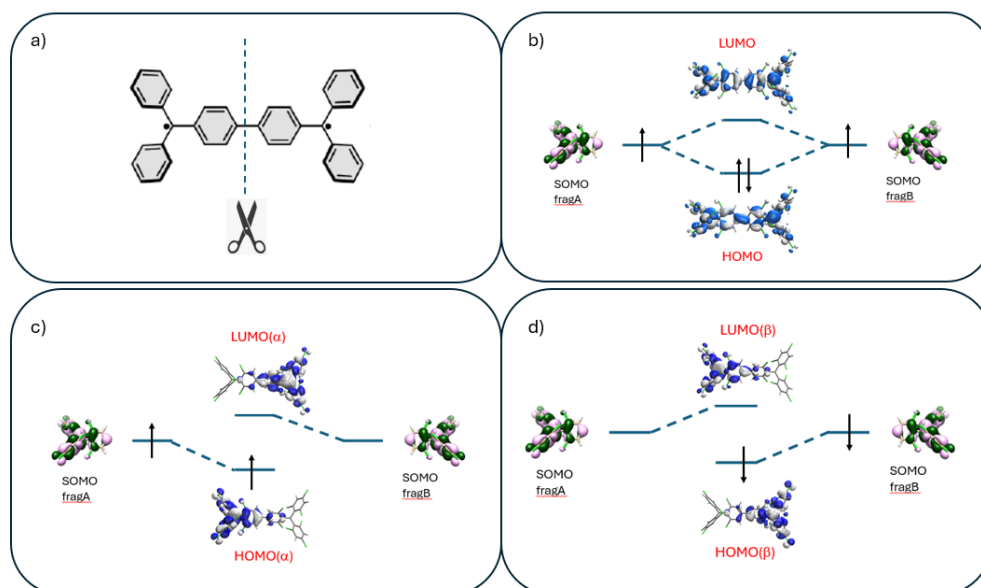 a)
b)
LUMO
SOMO
fragA
SOMO
fragB
HOMO
c)
LUMO(α)
SOMO
fragA
SOMO
fragB
HOMO(α)
d)
LUMO(β)
SOMO
fragA
SOMO
fragB
HOMO(β)